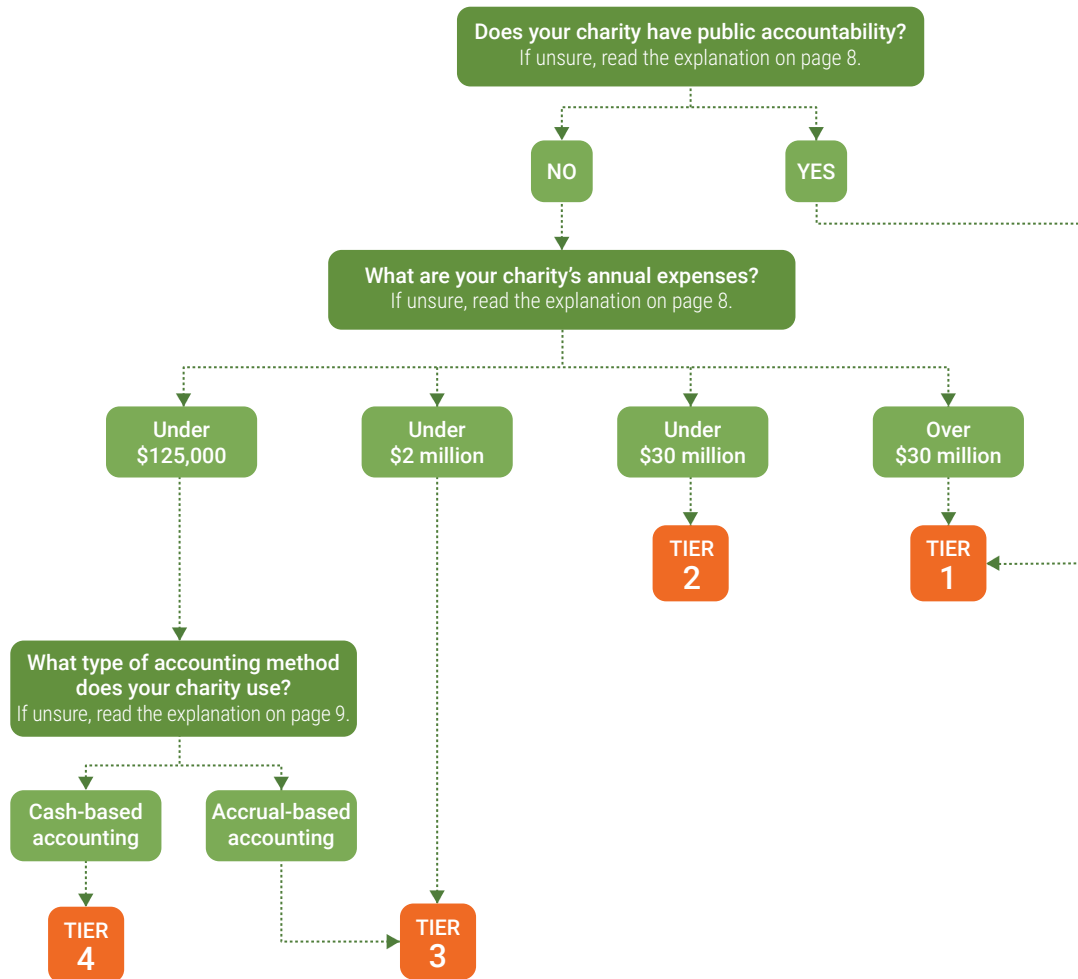 Does your charity have public accountability?
If unsure, read the explanation on page 8.
NO
YES
What are your charity’s annual expenses?
If unsure, read the explanation on page 8.
Under
$125,000
Under
$2 million
Under
$30 million
Over
$30 million
TIER
2
TIER
1
What type of accounting method
does your charity use?
If unsure, read the explanation on page 9.
Cash-based
accounting
Accrual-based
accounting
TIER
4
TIER
3